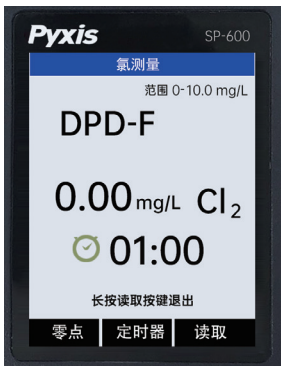 Pyxis SP-600
氯测量
范围 0-10.0 mg/L
DPD-F
0.00 mg/L Cl2
01:00
长按读取按键退出
零点 定时器 读取